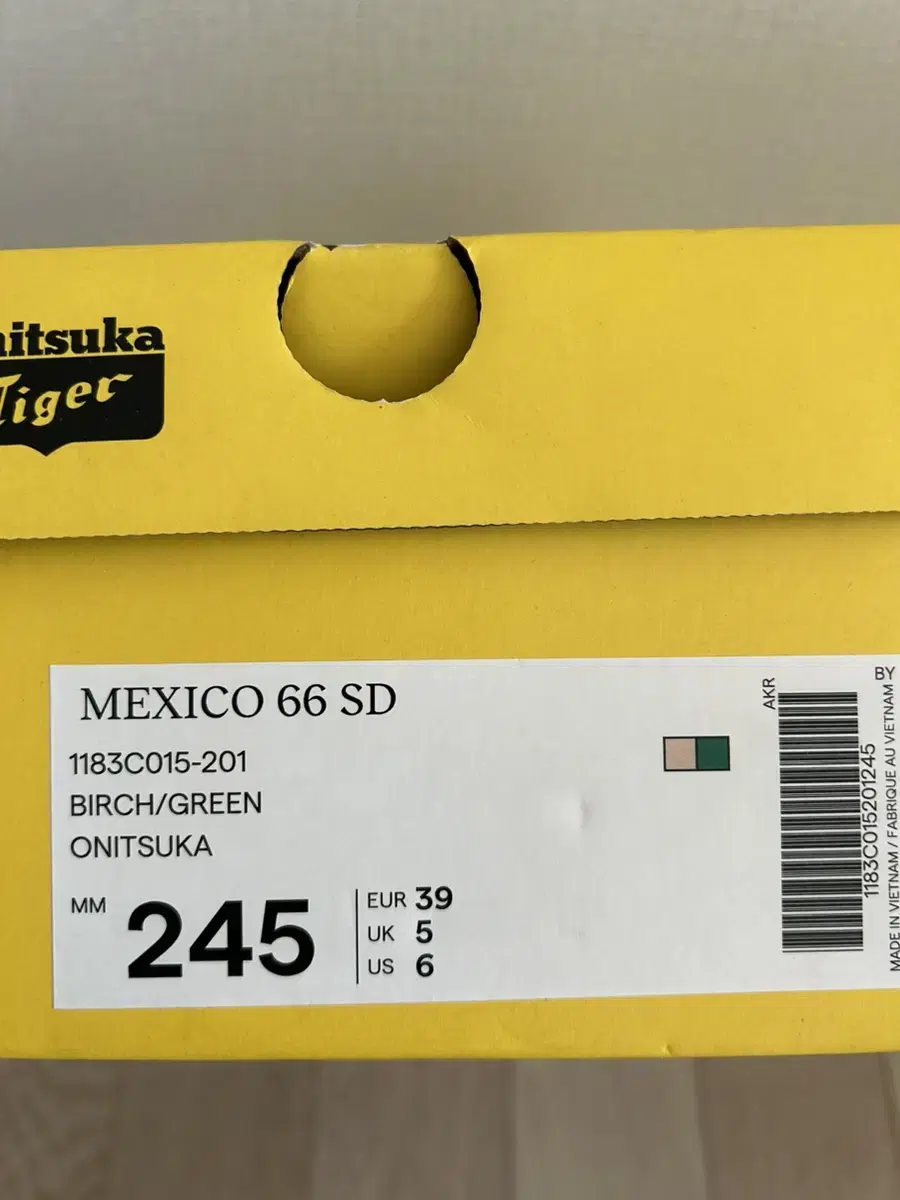 nitsuka
Tiger
MEXICO 66 SD
1183C015-201
BIRCH/GREEN
ONITSUKA
MM 245
EUR 39
UK 5
US 6
AKR
1183C015201245
BY
MADE IN VIETNAM / FABRIQUE AU VIETNAM